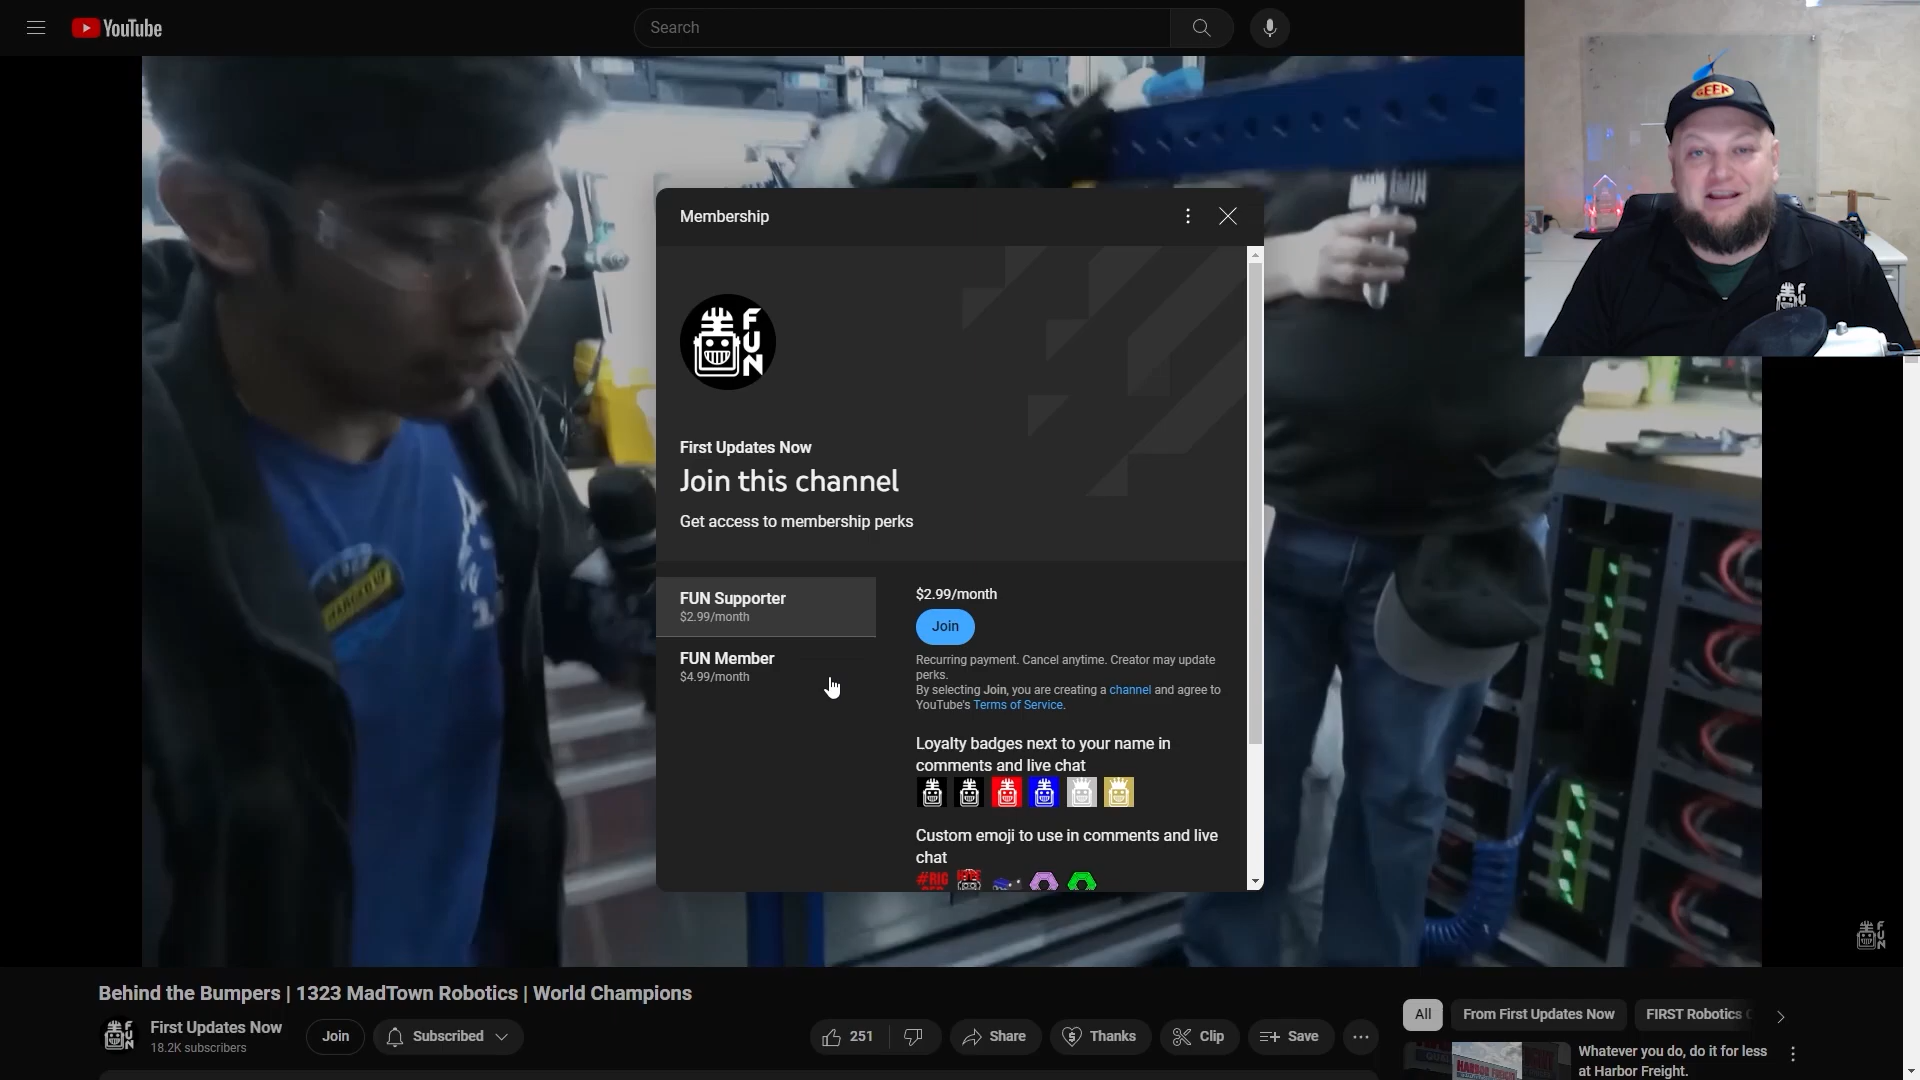 YouTube
Search
GEEK
FUN
Membership
FUN
First Updates Now
Join this channel
Get access to membership perks
FUN Supporter
$2.99/month
FUN Member
$4.99/month
$2.99/month
Join
Recurring payment. Cancel anytime. Creator may update
perks.
By selecting Join, you are creating a channel and agree to
YouTube's Terms of Service.
Loyalty badges next to your name in
comments and live chat
Custom emoji to use in comments and live
chat
FUN
Behind the Bumpers | 1323 MadTown Robotics | World Champions
FUN
First Updates Now
18.2K subscribers
Join
Subscribed
251
Share
Thanks
Clip
Save
All
From First Updates Now
FIRST Robotics
Whatever you do, do it for less
at Harbor Freight.